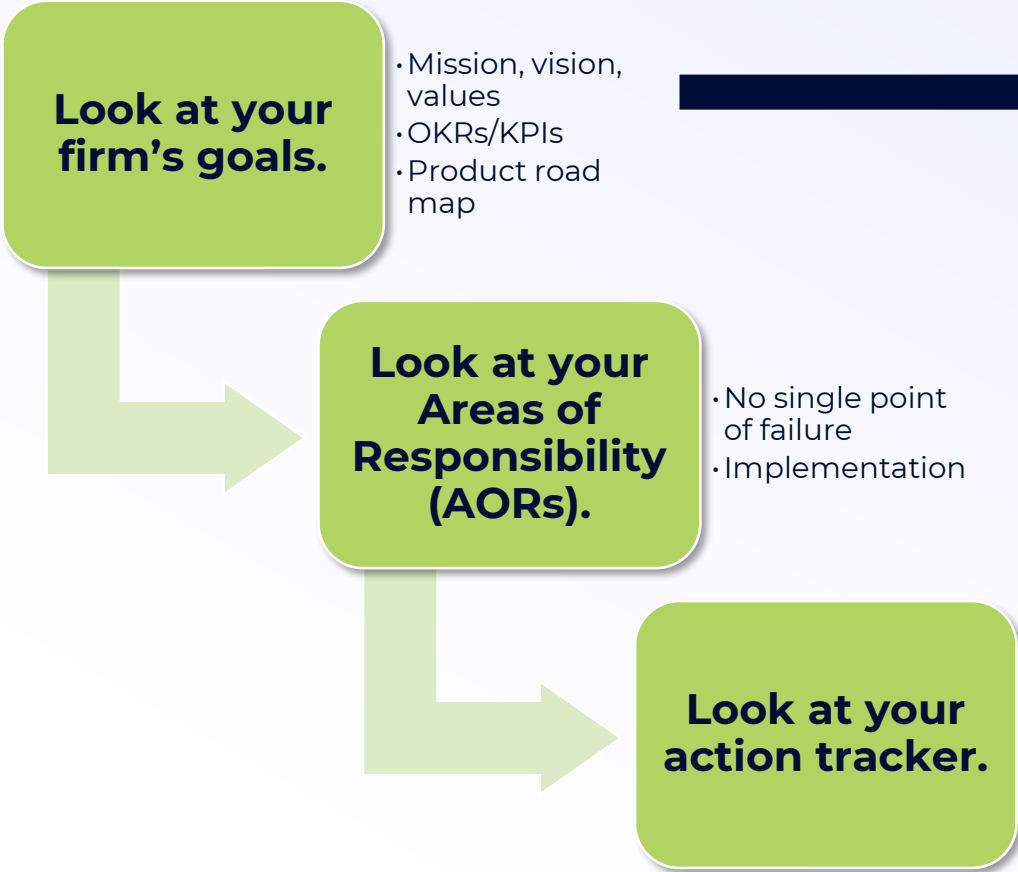 Look at your
firm’s goals.
·Mission, vision,
values
·OKRs/KPIs
·Product road
map
Look at your
Areas of
Responsibility
(AORs).
·No single point
of failure
·Implementation
Look at your
action tracker.